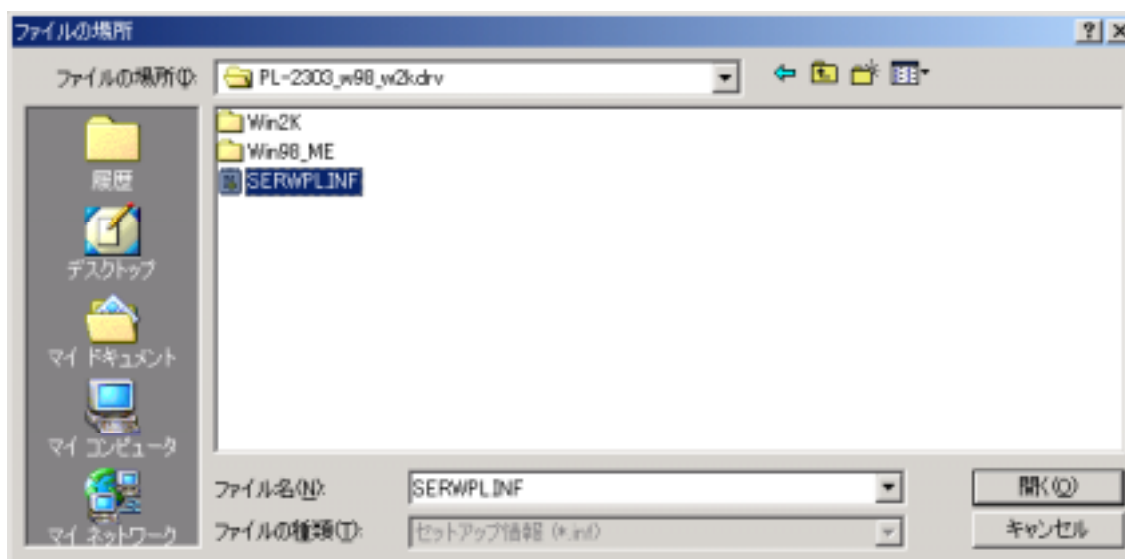 ファイルの場所
ファイルの場所(I):
PL-2303_w98_w2k.drv
Win2K
Win98_ME
SERWPL.INF
履歴
デスクトップ
マイ ドキュメント
マイ コンピュータ
マイ ネットワーク
ファイル名(N):
SERWPL.INF
開く(O)
ファイルの種類(T):
セットアップ情報 (*.inf)
キャンセル